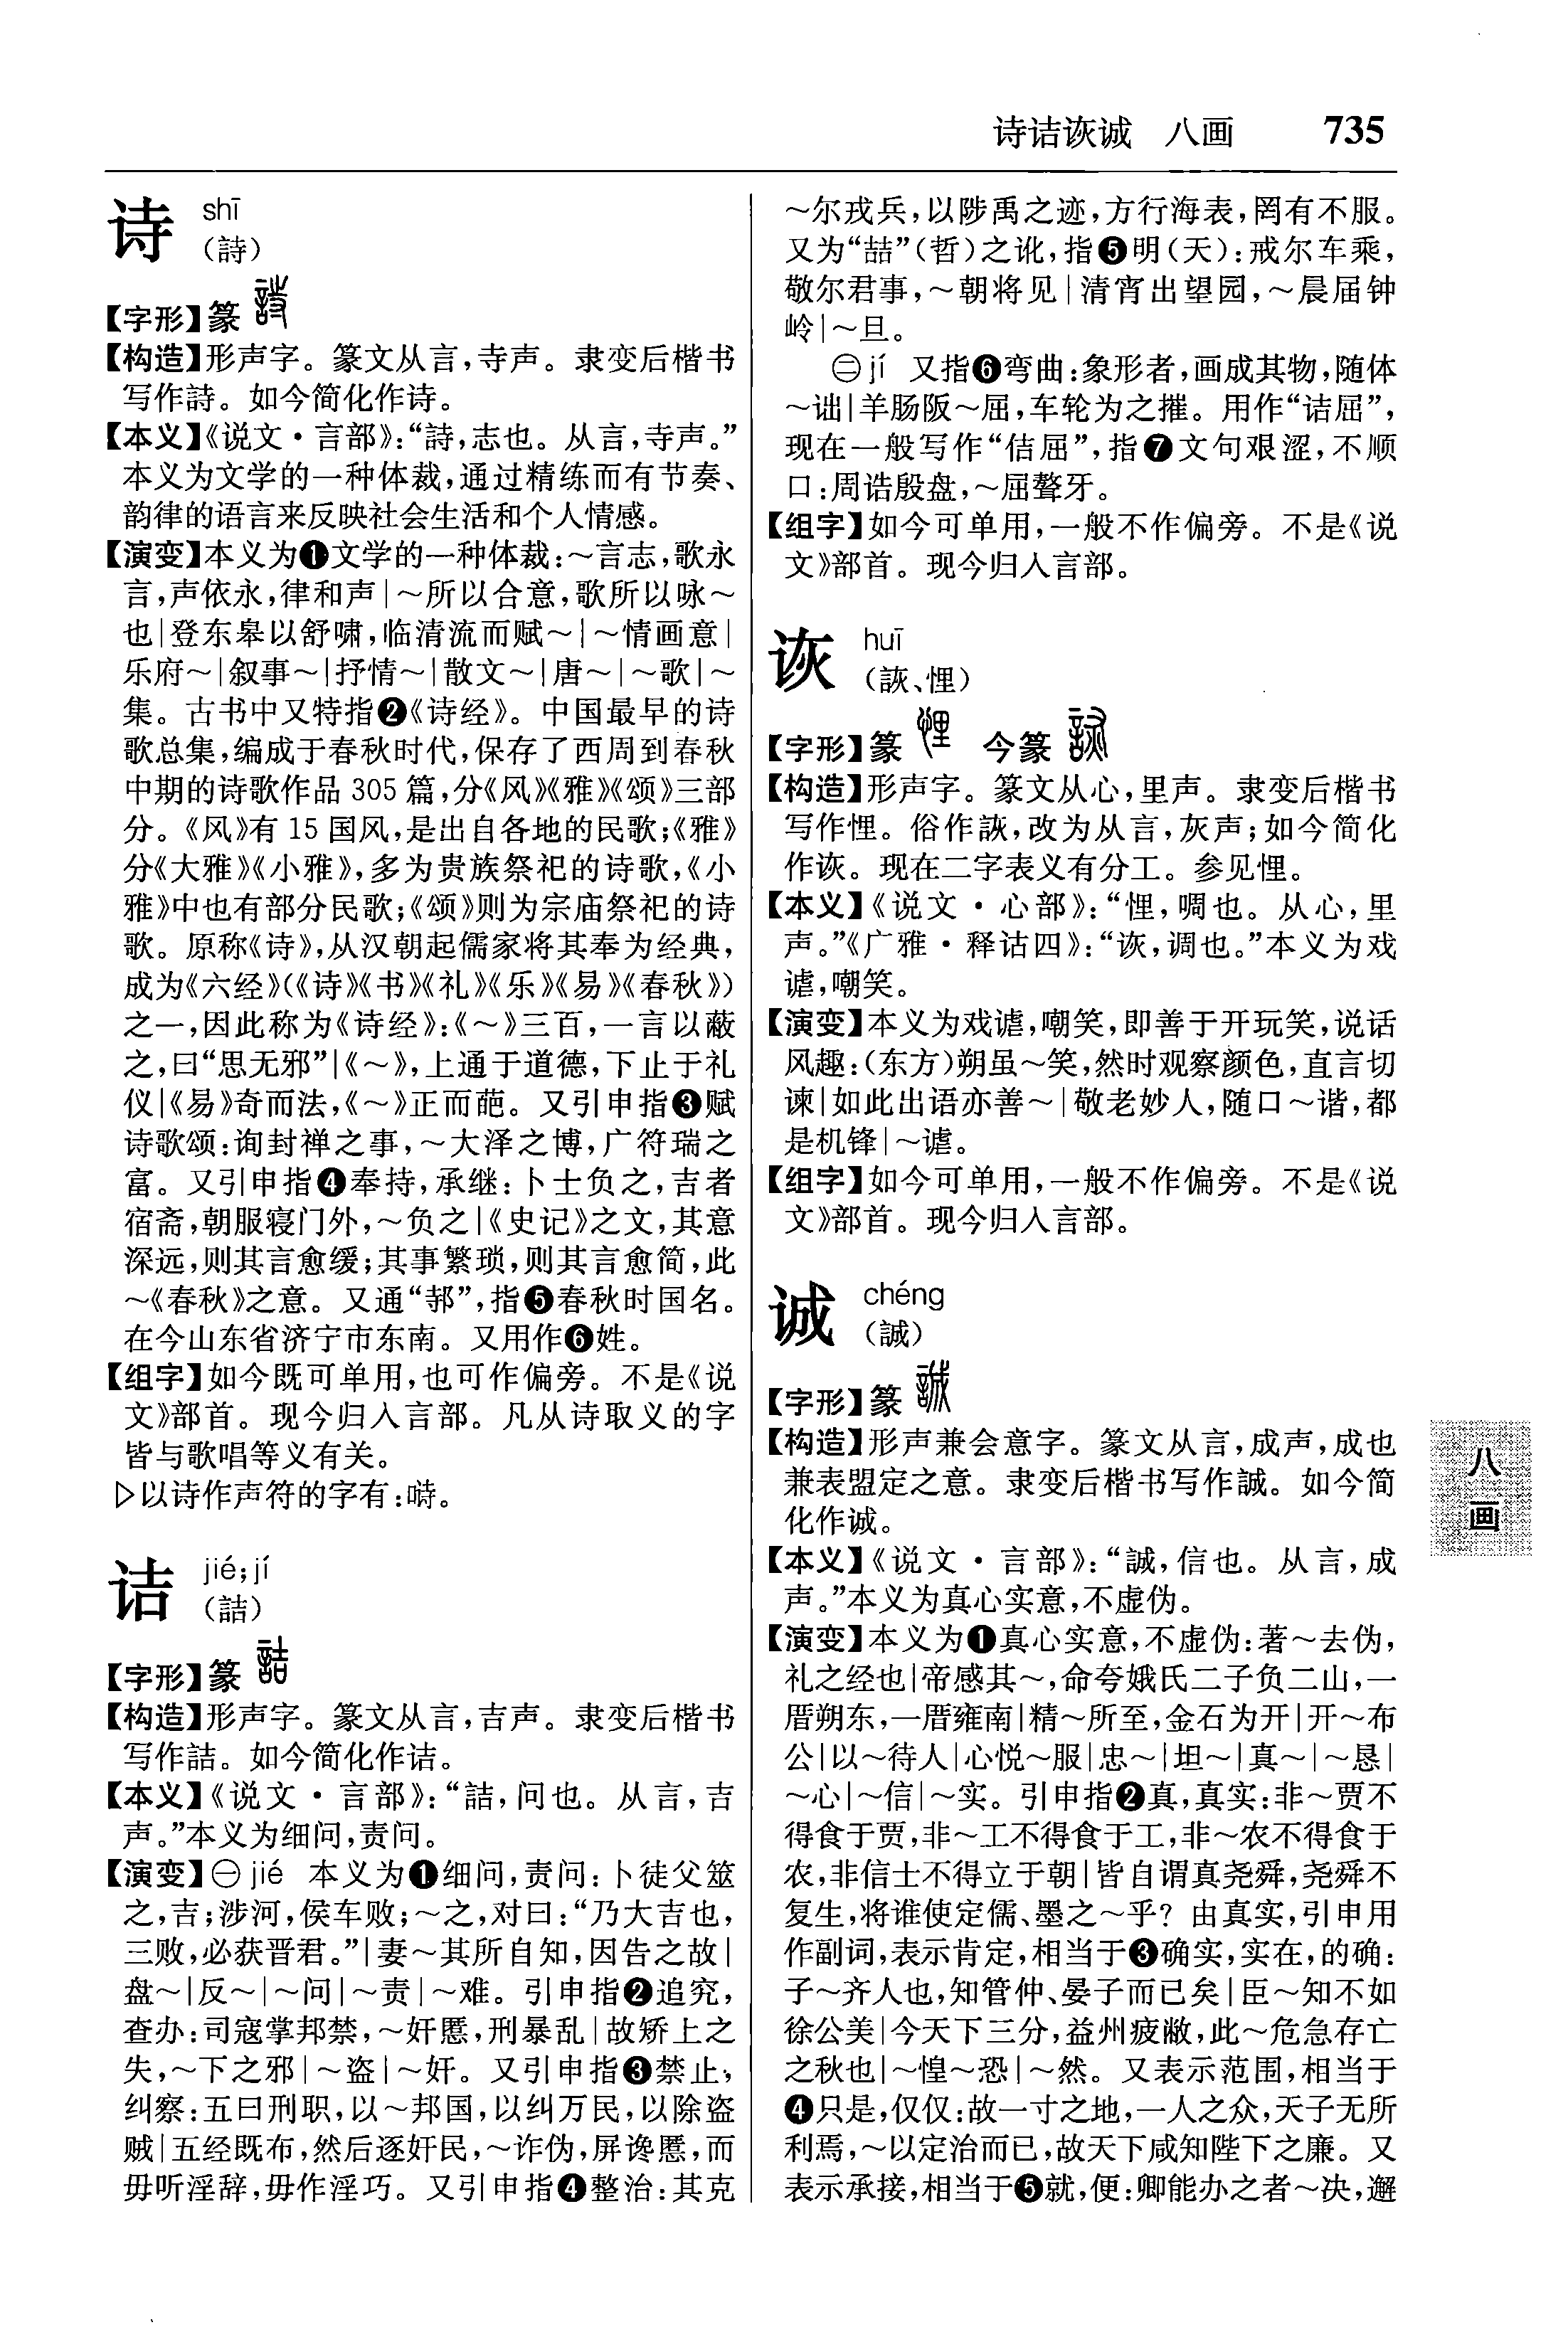 诗诘诙诚 八画 735
诗 shī
（詩）
【字形】篆
【构造】形声字。篆文从言,寺声。隶变后楷书
写作詩。如今简化作诗。
【本义】《说文·言部》:“詩,志也。从言,寺声。”
本义为文学的一种体裁,通过精练而有节奏、
韵律的语言来反映社会生活和个人情感。
【演变】本义为❶文学的一种体裁:～言志,歌永
言,声依永,律和声|～所以合意,歌所以咏～
也|登东皋以舒啸,临清流而赋～|～情画意|
乐府～|叙事～|抒情～|散文～|唐～|～歌|～
集。古书中又特指❷《诗经》。中国最早的诗
歌总集,编成于春秋时代,保存了西周到春秋
中期的诗歌作品 305 篇,分《风》《雅》《颂》三部
分。《风》有 15 国风,是出自各地的民歌;《雅》
分《大雅》《小雅》,多为贵族祭祀的诗歌,《小
雅》中也有部分民歌;《颂》则为宗庙祭祀的诗
歌。原称《诗》,从汉朝起儒家将其奉为经典,
成为《六经》(《诗》《书》《礼》《乐》《易》《春秋》)
之一,因此称为《诗经》:《～》三百,一言以蔽
之,曰“思无邪”|《～》,上通于道德,下止于礼
仪|《易》奇而法,《～》正而葩。又引申指❸赋
诗歌颂:询封禅之事,～大泽之博,广符瑞之
富。又引申指❹奉持,承继:卜士负之,吉者
宿斋,朝服寝门外,～负之|《史记》之文,其意
深远,则其言愈缓;其事繁琐,则其言愈简,此
～《春秋》之意。又通“邿”,指❺春秋时国名。
在今山东省济宁市东南。又用作❻姓。
【组字】如今既可单用,也可作偏旁。不是《说
文》部首。现今归入言部。凡从诗取义的字
皆与歌唱等义有关。
▷以诗作声符的字有:㗭。
诘 jié;jí
（詰）
【字形】篆
【构造】形声字。篆文从言,吉声。隶变后楷书
写作詰。如今简化作诘。
【本义】《说文·言部》:“詰,问也。从言,吉
声。”本义为细问,责问。
【演变】㊀jié 本义为❶细问,责问:卜徒父筮
之,吉;涉河,侯车败;～之,对曰:“乃大吉也,
三败,必获晋君。”|妻～其所自知,因告之故|
盘～|反～|～问|～责|～难。引申指❷追究,
查办:司寇掌邦禁,～奸慝,刑暴乱|故矫上之
失,～下之邪|～盗|～奸。又引申指❸禁止,
纠察:五曰刑职,以～邦国,以纠万民,以除盗
贼|五经既布,然后逐奸民,～诈伪,屏谗慝,而
毋听淫辞,毋作淫巧。又引申指❹整治:其克
～尔戎兵,以陟禹之迹,方行海表,罔有不服。
又为“喆”(哲)之讹,指❺明(天):戒尔车乘,
敬尔君事,～朝将见|清宵出望园,～晨届钟
岭|～旦。
㊁jí 又指❻弯曲:象形者,画成其物,随体
～诎|羊肠阪～屈,车轮为之摧。用作“诘屈”,
现在一般写作“佶屈”,指❼文句艰涩,不顺
口:周诰殷盘,～屈聱牙。
【组字】如今可单用,一般不作偏旁。不是《说
文》部首。现今归入言部。
诙 huī
（詼、悝）
【字形】篆 今篆
【构造】形声字。篆文从心,里声。隶变后楷书
写作悝。俗作詼,改为从言,灰声;如今简化
作诙。现在二字表义有分工。参见悝。
【本义】《说文·心部》:“悝,啁也。从心,里
声。”《广雅·释诂四》:“诙,调也。”本义为戏
谑,嘲笑。
【演变】本义为戏谑,嘲笑,即善于开玩笑,说话
风趣:(东方)朔虽～笑,然时观察颜色,直言切
谏|如此出语亦善～|敬老妙人,随口～谐,都
是机锋|～谑。
【组字】如今可单用,一般不作偏旁。不是《说
文》部首。现今归入言部。
诚 chéng
（誠）
【字形】篆
【构造】形声兼会意字。篆文从言,成声,成也
兼表盟定之意。隶变后楷书写作誠。如今简
化作诚。
【本义】《说文·言部》:“誠,信也。从言,成
声。”本义为真心实意,不虚伪。
【演变】本义为❶真心实意,不虚伪:著～去伪,
礼之经也|帝感其～,命夸娥氏二子负二山,一
厝朔东,一厝雍南|精～所至,金石为开|开～布
公|以～待人|心悦～服|忠～|坦～|真～|～恳|
～心|～信|～实。引申指❷真,真实:非～贾不
得食于贾,非～工不得食于工,非～农不得食于
农,非信士不得立于朝|皆自谓真尧舜,尧舜不
复生,将谁使定儒、墨之～乎？由真实,引申用
作副词,表示肯定,相当于❸确实,实在,的确:
子～齐人也,知管仲、晏子而已矣|臣～知不如
徐公美|今天下三分,益州疲敝,此～危急存亡
之秋也|～惶～恐|～然。又表示范围,相当于
❹只是,仅仅:故一寸之地,一人之众,天子无所
利焉,～以定治而已,故天下咸知陛下之廉。又
表示承接,相当于❺就,便:卿能办之者～决,邂
八
画